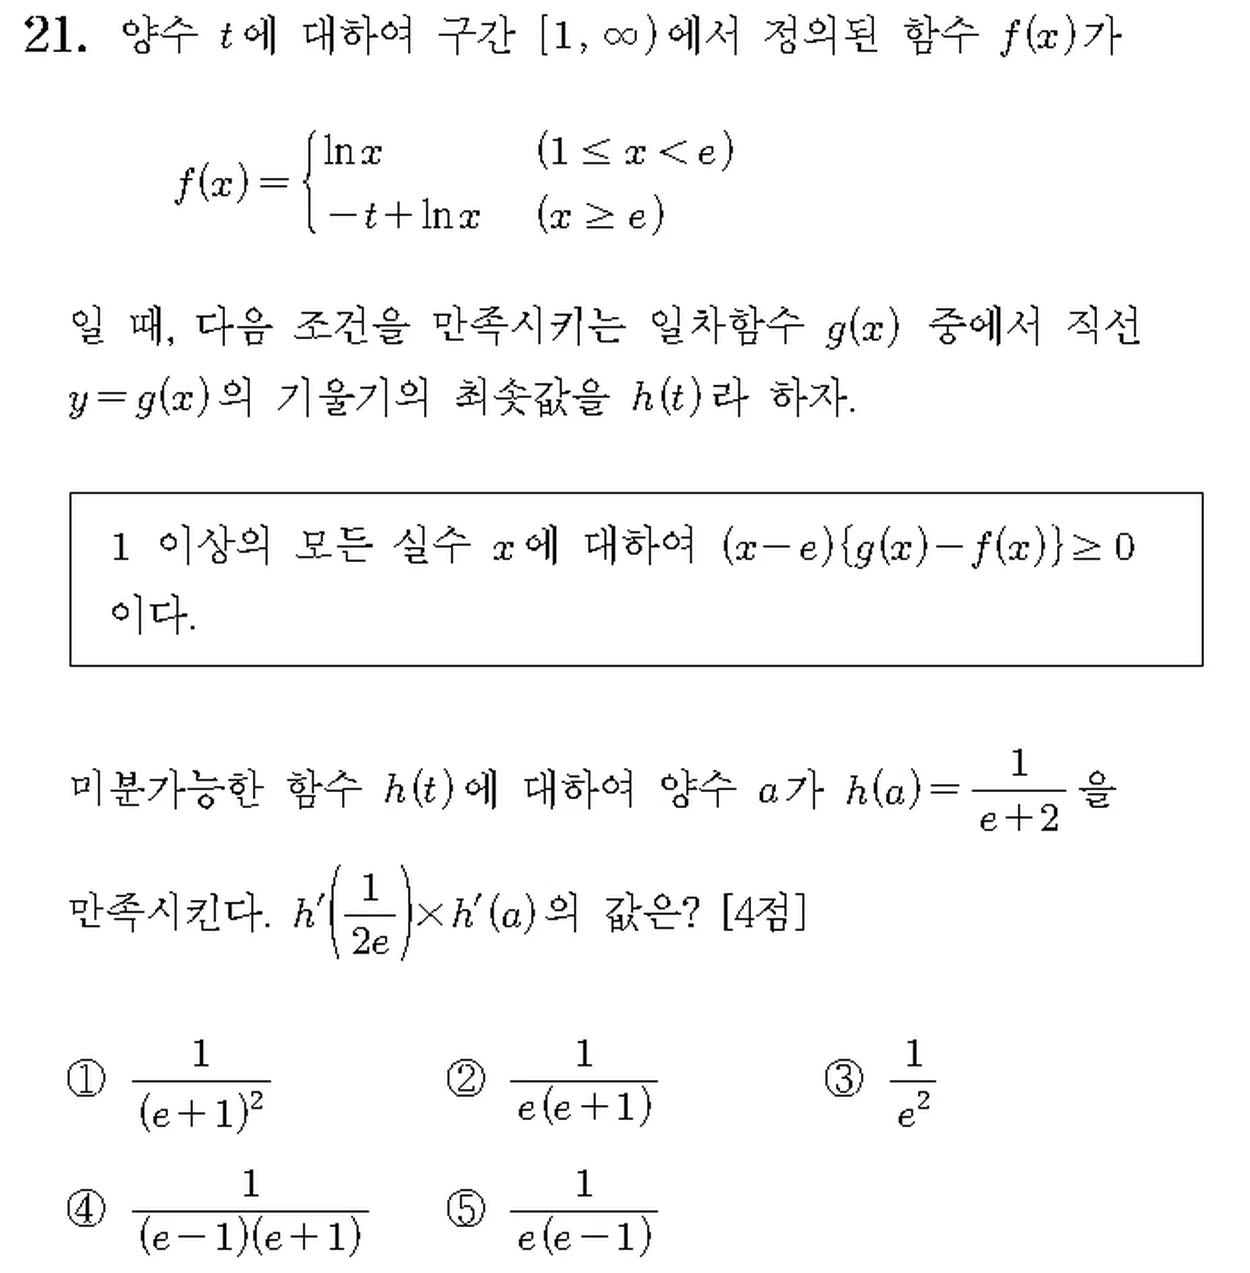 21. 양수 t에 대하여 구간 [1, ∞)에서 정의된 함수 f(x)가
f(x) = { ln x (1 ≤ x < e)
−t + ln x (x ≥ e)
일 때, 다음 조건을 만족시키는 일차함수 g(x) 중에서 직선
y = g(x)의 기울기의 최솟값을 h(t)라 하자.
1 이상의 모든 실수 x에 대하여 (x − e){g(x) − f(x)} ≥ 0
이다.
미분가능한 함수 h(t)에 대하여 양수 a가 h(a) = 1/(e+2) 을
만족시킨다. h′(1/2e) × h′(a)의 값은? [4점]
① 1/(e+1)² ② 1/e(e+1) ③ 1/e²
④ 1/(e−1)(e+1) ⑤ 1/e(e−1)